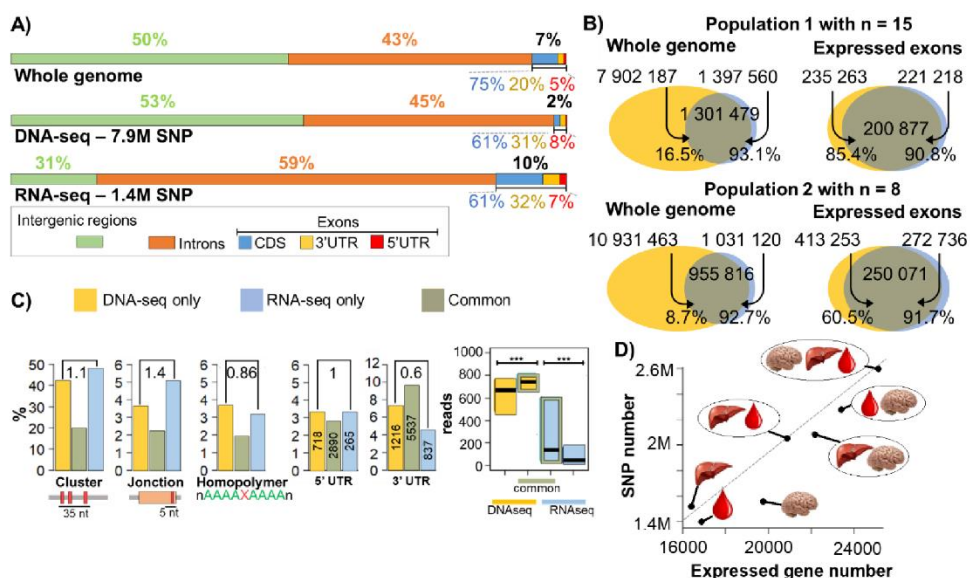 A)
50%
43%
7%
Whole genome
75% 20% 5%
53%
45%
2%
DNA-seq – 7.9M SNP
61% 31% 8%
31%
59%
10%
RNA-seq – 1.4M SNP
61% 32% 7%
Intergenic regions
Exons
Introns
CDS
3'UTR
5'UTR
B)
Population 1 with n = 15
Whole genome
Expressed exons
7 902 187
1 397 560
235 263
221 218
1 301 479
200 877
16.5%
93.1%
85.4%
90.8%
Population 2 with n = 8
Whole genome
Expressed exons
10 931 463
1 031 120
413 253
272 736
955 816
250 071
8.7%
92.7%
60.5%
91.7%
C)
DNA-seq only
RNA-seq only
Common
%
50
40
30
20
10
0
1.1
Cluster
35 nt
6
5
4
3
2
1
0
1.4
Jonction
5 nt
6
5
4
3
2
1
0
0.86
Homopolymer
nAAAAXAAAAn
6
5
4
3
2
1
0
1
718
2890
265
5' UTR
12
10
8
6
4
2
0
0.6
1216
5537
837
3' UTR
reads
1000
800
600
400
200
0
***
***
common
DNAseq
RNAseq
D)
SNP number
2.6M
2M
1.4M
16000
20000
24000
Expressed gene number